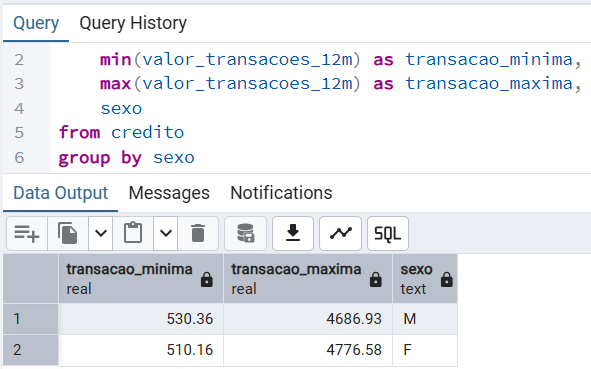 Query Query History
2 min(valor_transacoes_12m) as transacao_minima,
3 max(valor_transacoes_12m) as transacao_maxima,
4 sexo
5 from credito
6 group by sexo
Data Output Messages Notifications
SQL
transacao_minima transacao_maxima sexo
real real text
1 530.36 4686.93 M
2 510.16 4776.58 F